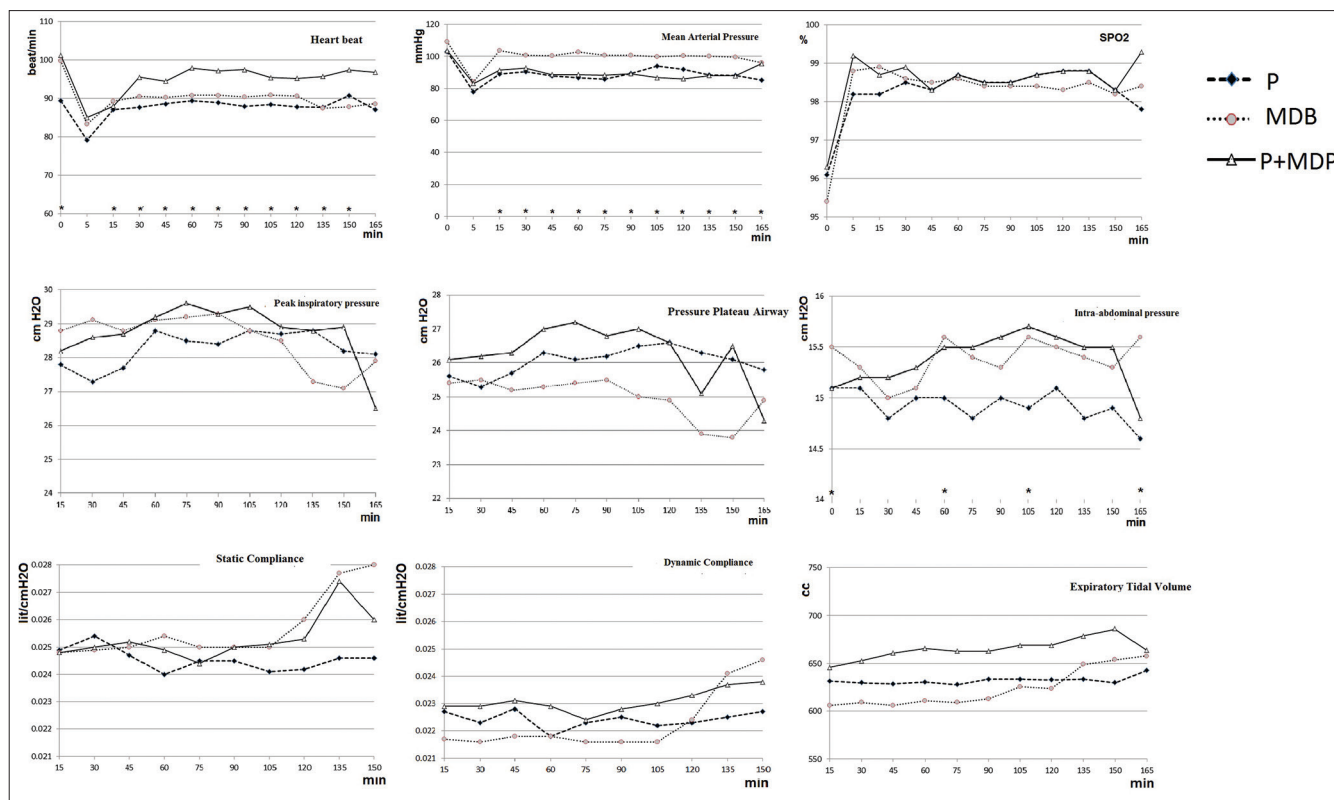 Heart beat
beat/min
110
100
90
80
70
60
* * * * * * * * * * *
0 5 15 30 45 60 75 90 105 120 135 150 165
min
Mean Arterial Pressure
mmHg
120
100
80
60
40
20
0
* * * * * * * * * * *
0 5 15 30 45 60 75 90 105 120 135 150 165
min
SPO2
%
100
99
98
97
96
95
0 5 15 30 45 60 75 90 105 120 135 150 165
min
P
MDB
P+MDP
Peak inspiratory pressure
cm H2O
30
29
28
27
26
25
24
15 30 45 60 75 90 105 120 135 150 165
min
Pressure Plateau Airway
cm H2O
28
27
26
25
24
23
22
15 30 45 60 75 90 105 120 135 150 165
min
Intra-abdominal pressure
cm H2O
16
15.5
15
14.5
14
* * * *
0 15 30 45 60 75 90 105 120 135 150 165
min
Static Compliance
lit/cmH2O
0.028
0.027
0.026
0.025
0.024
0.023
0.022
0.021
15 30 45 60 75 90 105 120 135 150
min
Dynamic Compliance
lit/cmH2O
0.028
0.027
0.026
0.025
0.024
0.023
0.022
0.021
15 30 45 60 75 90 105 120 135 150
min
Expiratory Tidal Volume
cc
750
700
650
600
550
15 30 45 60 75 90 105 120 135 150 165
min